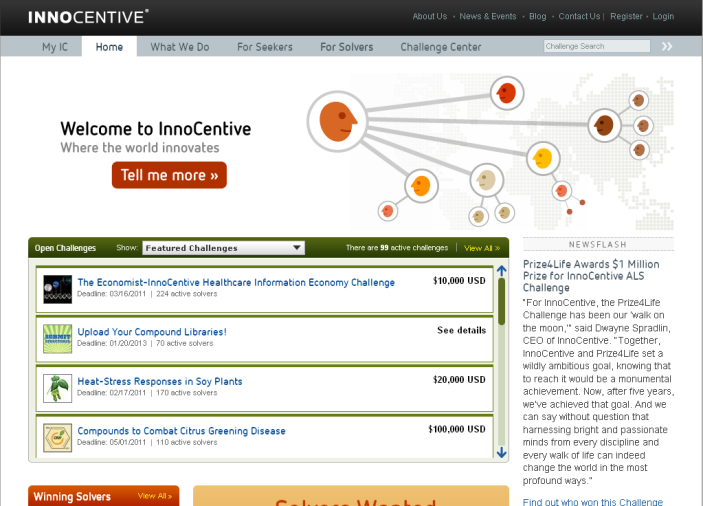 INNOCENTIVE®
About Us • News & Events • Blog • Contact Us | Register • Login
My IC Home What We Do For Seekers For Solvers Challenge Center Challenge Search
Welcome to InnoCentive
Where the world innovates
Tell me more »
Open Challenges Show: Featured Challenges There are 99 active challenges | View All »
The Economist-InnoCentive Healthcare Information Economy Challenge $10,000 USD
Deadline: 03/16/2011 | 224 active solvers
Upload Your Compound Libraries! See details
Deadline: 01/20/2013 | 70 active solvers
Heat-Stress Responses in Soy Plants $20,000 USD
Deadline: 02/17/2011 | 170 active solvers
Compounds to Combat Citrus Greening Disease $100,000 USD
Deadline: 05/01/2011 | 110 active solvers
NEWSFLASH
Prize4Life Awards $1 Million
Prize for InnoCentive ALS
Challenge
"For InnoCentive, the Prize4Life
Challenge has been our 'walk on
the moon,'" said Dwayne Spradlin,
CEO of InnoCentive. "Together,
InnoCentive and Prize4Life set a
wildly ambitious goal, knowing that
to reach it would be a monumental
achievement. Now, after five years,
we've achieved that goal. And we
can say without question that
harnessing bright and passionate
minds from every discipline and
every walk of life can indeed
change the world in the most
profound ways."
Find out who won this Challenge
Winning Solvers View All »
Solvers Wanted